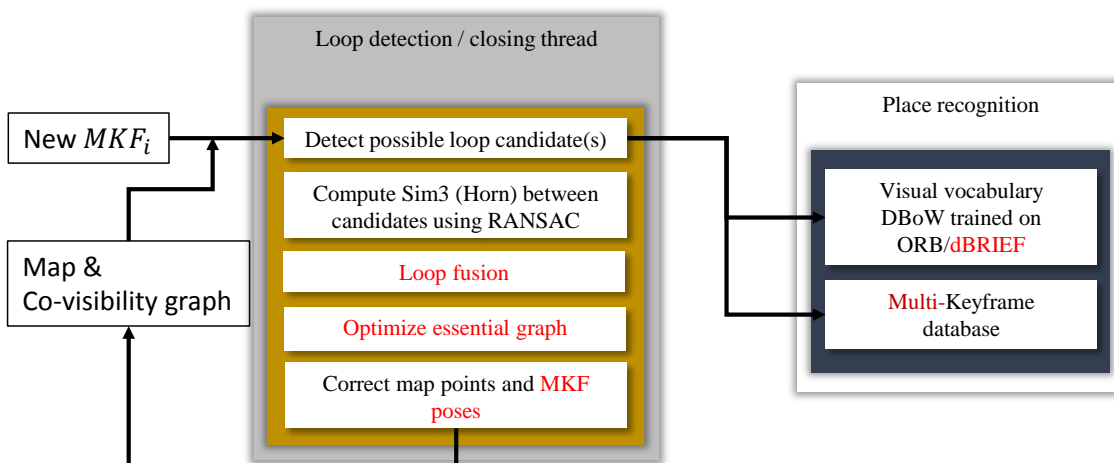 Loop detection / closing thread
New MKFᵢ
Detect possible loop candidate(s)
Compute Sim3 (Horn) between
candidates using RANSAC
Loop fusion
Optimize essential graph
Correct map points and MKF
poses
Map &
Co-visibility graph
Place recognition
Visual vocabulary
DBoW trained on
ORB/dBRIEF
Multi-Keyframe
database